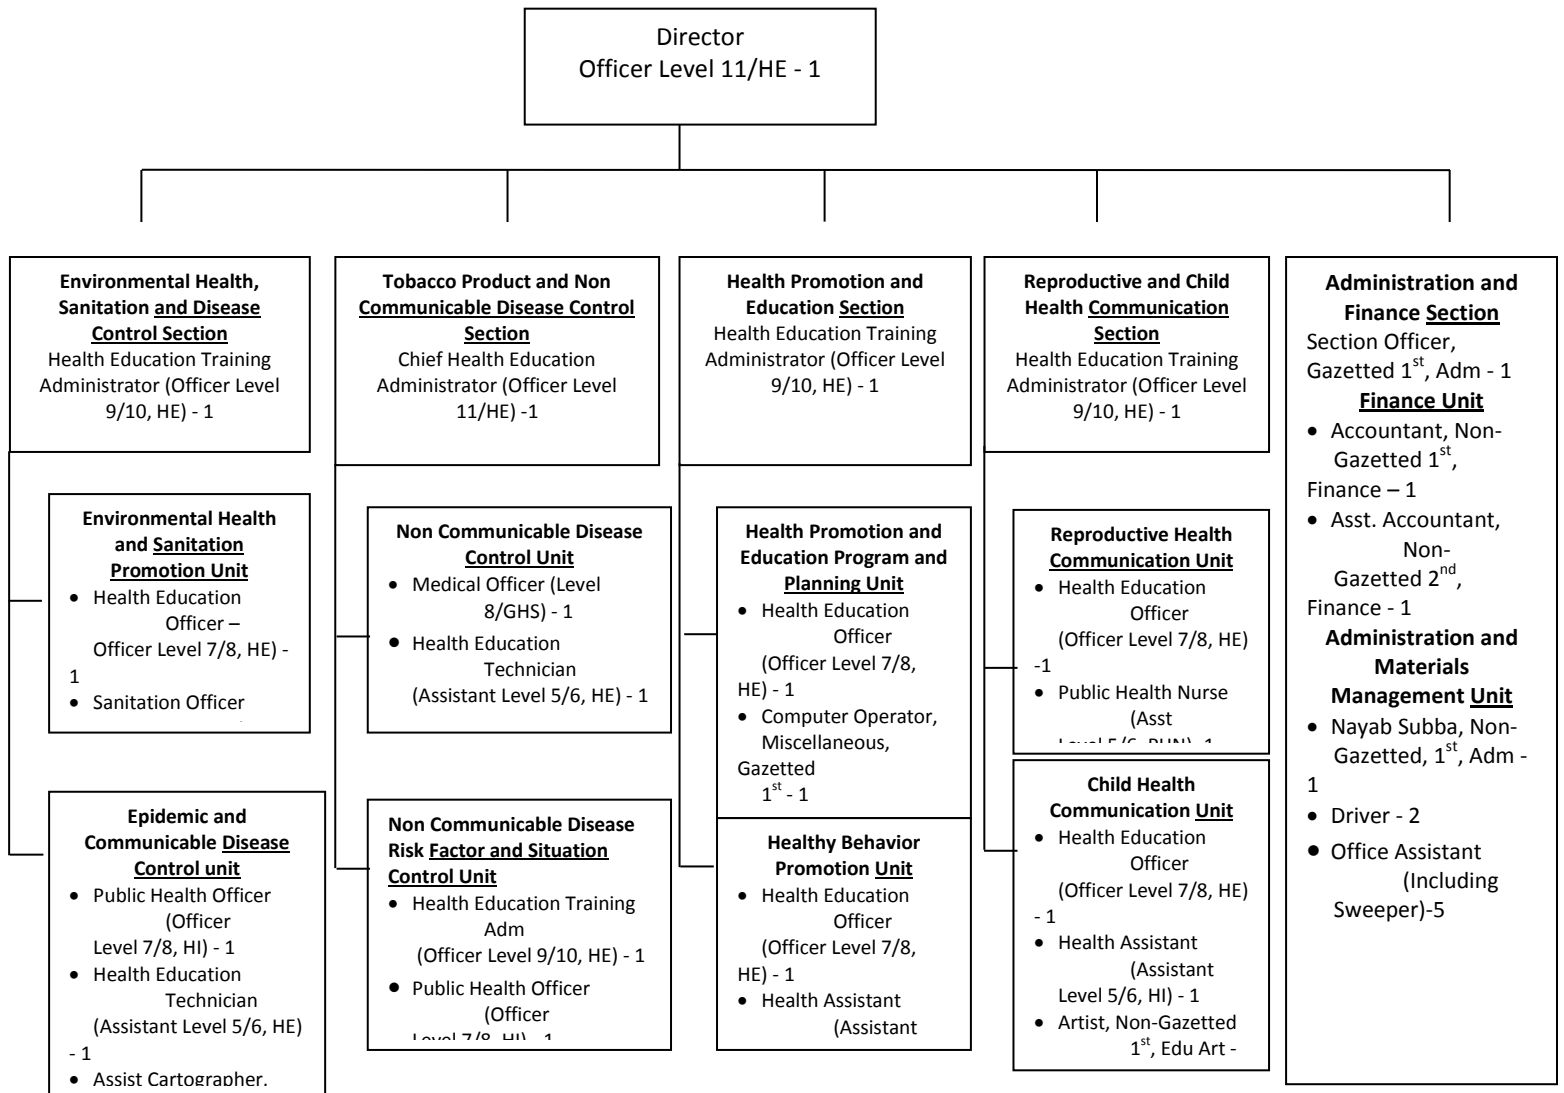 Director
Officer Level 11/HE - 1
Environmental Health,
Sanitation and Disease
Control Section
Health Education Training
Administrator (Officer Level
9/10, HE) - 1
Environmental Health
and Sanitation
Promotion Unit
• Health Education
Officer –
Officer Level 7/8, HE) -
1
• Sanitation Officer
Epidemic and
Communicable Disease
Control unit
• Public Health Officer
(Officer
Level 7/8, HI) - 1
• Health Education
Technician
(Assistant Level 5/6, HE)
- 1
• Assist Cartographer.
Tobacco Product and Non
Communicable Disease Control
Section
Chief Health Education
Administrator (Officer Level
11/HE) -1
Non Communicable Disease
Control Unit
• Medical Officer (Level
8/GHS) - 1
• Health Education
Technician
(Assistant Level 5/6, HE) - 1
Non Communicable Disease
Risk Factor and Situation
Control Unit
• Health Education Training
Adm
(Officer Level 9/10, HE) - 1
• Public Health Officer
(Officer
Level 7/8, HI) - 1
Health Promotion and
Education Section
Health Education Training
Administrator (Officer Level
9/10, HE) - 1
Health Promotion and
Education Program and
Planning Unit
• Health Education
Officer
(Officer Level 7/8,
HE) - 1
• Computer Operator,
Miscellaneous,
Gazetted
1st - 1
Healthy Behavior
Promotion Unit
• Health Education
Officer
(Officer Level 7/8,
HE) - 1
• Health Assistant
(Assistant
Reproductive and Child
Health Communication
Section
Health Education Training
Administrator (Officer Level
9/10, HE) - 1
Reproductive Health
Communication Unit
• Health Education
Officer
(Officer Level 7/8, HE)
-1
• Public Health Nurse
(Asst
Level 5/6, PHN) -1
Child Health
Communication Unit
• Health Education
Officer
(Officer Level 7/8, HE)
- 1
• Health Assistant
(Assistant
Level 5/6, HI) - 1
• Artist, Non-Gazetted
1st, Edu Art -
Administration and
Finance Section
Section Officer,
Gazetted 1st, Adm - 1
Finance Unit
• Accountant, Non-
Gazetted 1st,
Finance – 1
• Asst. Accountant,
Non-
Gazetted 2nd,
Finance - 1
Administration and
Materials
Management Unit
• Nayab Subba, Non-
Gazetted, 1st, Adm -
1
• Driver - 2
• Office Assistant
(Including
Sweeper)-5